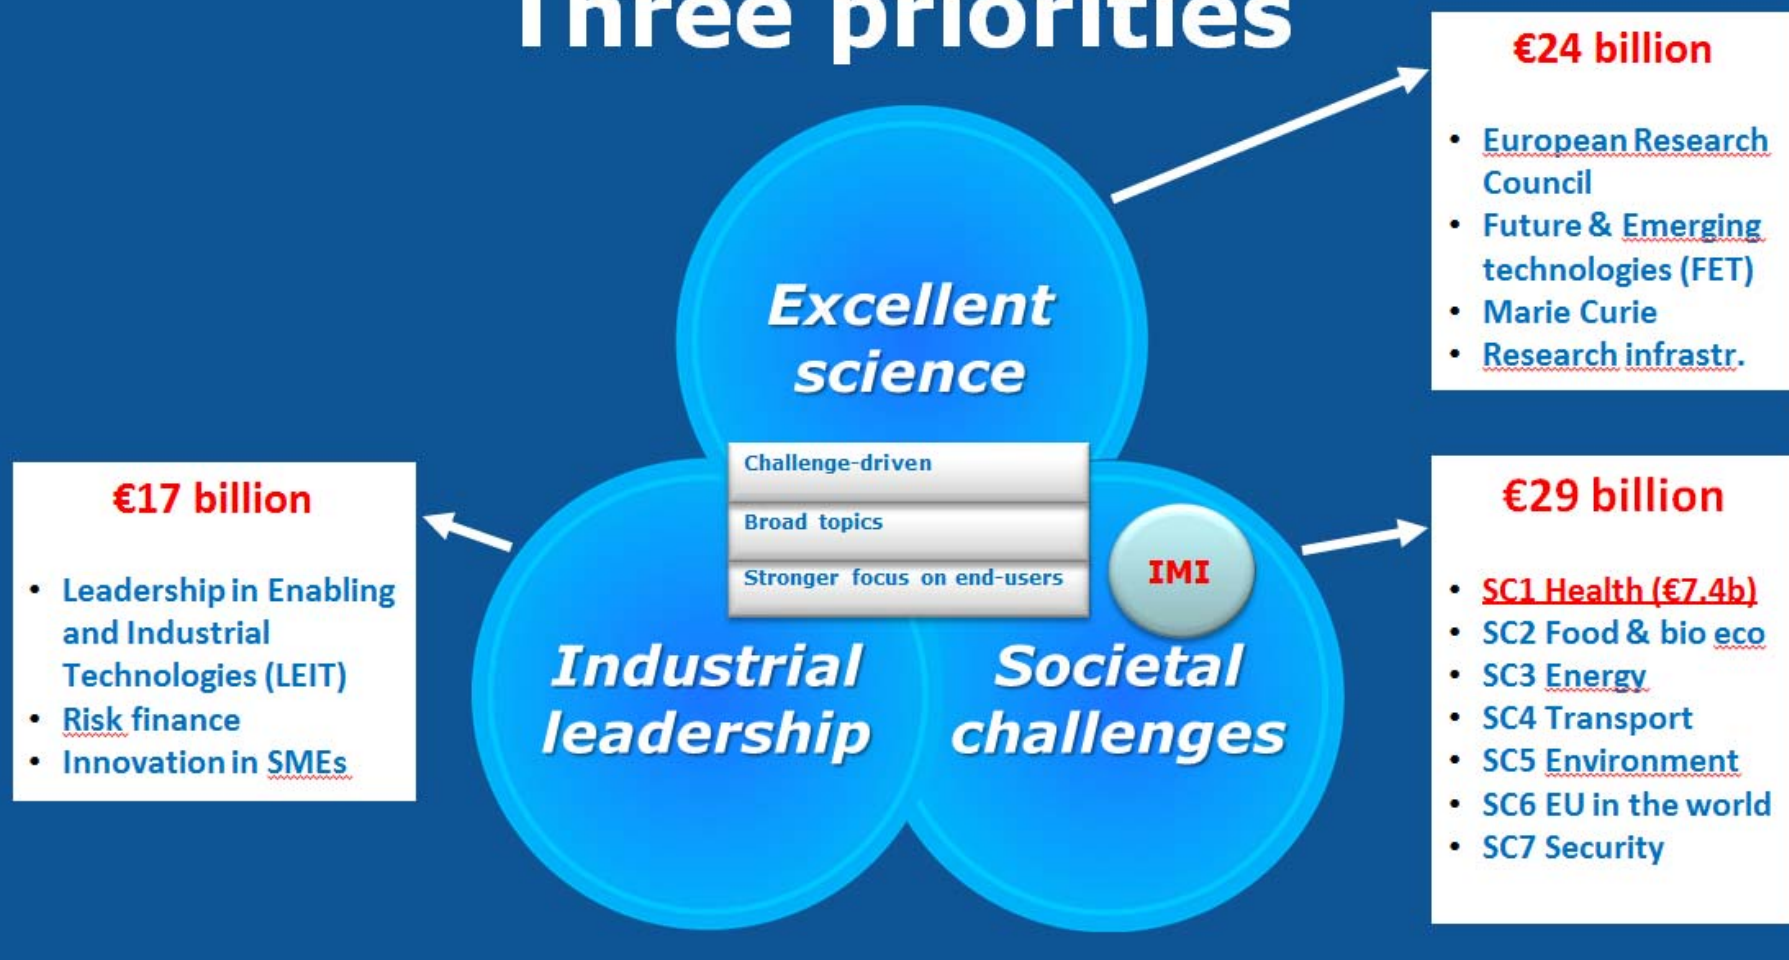 Three priorities
€24 billion
• European Research
Council
• Future & Emerging
technologies (FET)
• Marie Curie
• Research infrastr.
Excellent
science
Challenge-driven
Broad topics
Stronger focus on end-users
IMI
Industrial
leadership
Societal
challenges
€17 billion
• Leadership in Enabling
and Industrial
Technologies (LEIT)
• Risk finance
• Innovation in SMEs
€29 billion
• SC1 Health (€7.4b)
• SC2 Food & bio eco
• SC3 Energy
• SC4 Transport
• SC5 Environment
• SC6 EU in the world
• SC7 Security